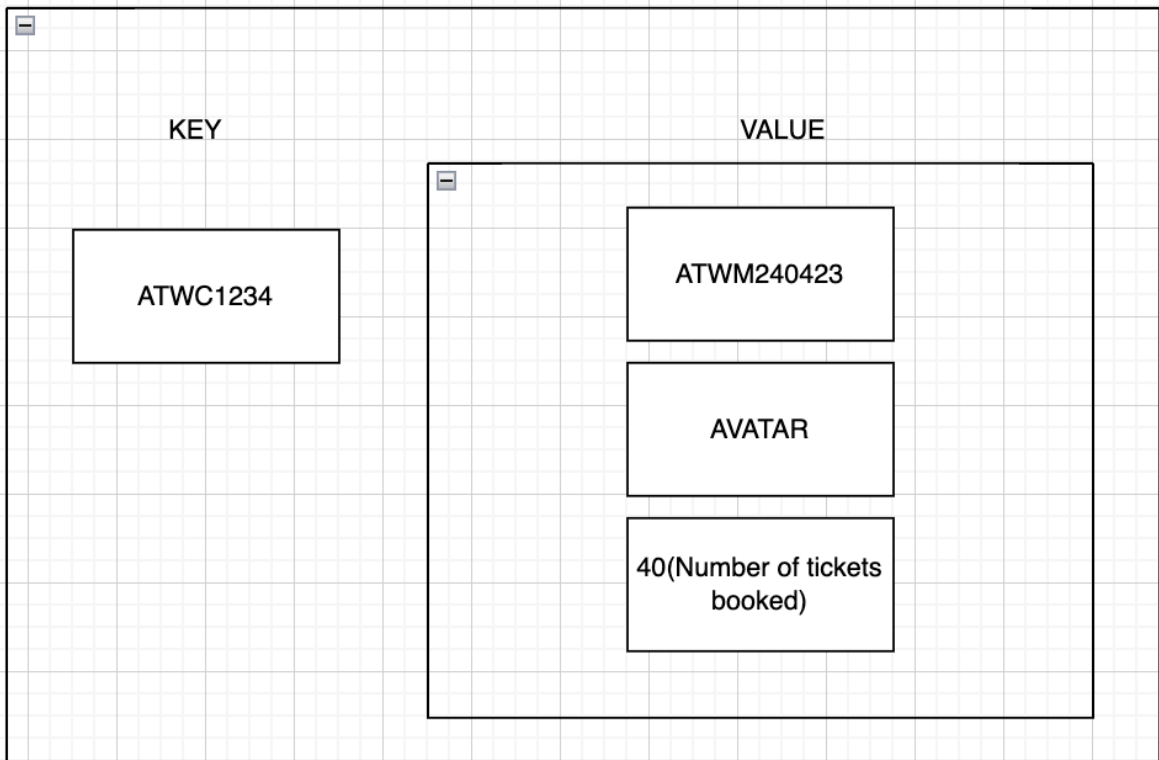 KEY
VALUE
ATWC1234
ATWM240423
AVATAR
40(Number of tickets
booked)